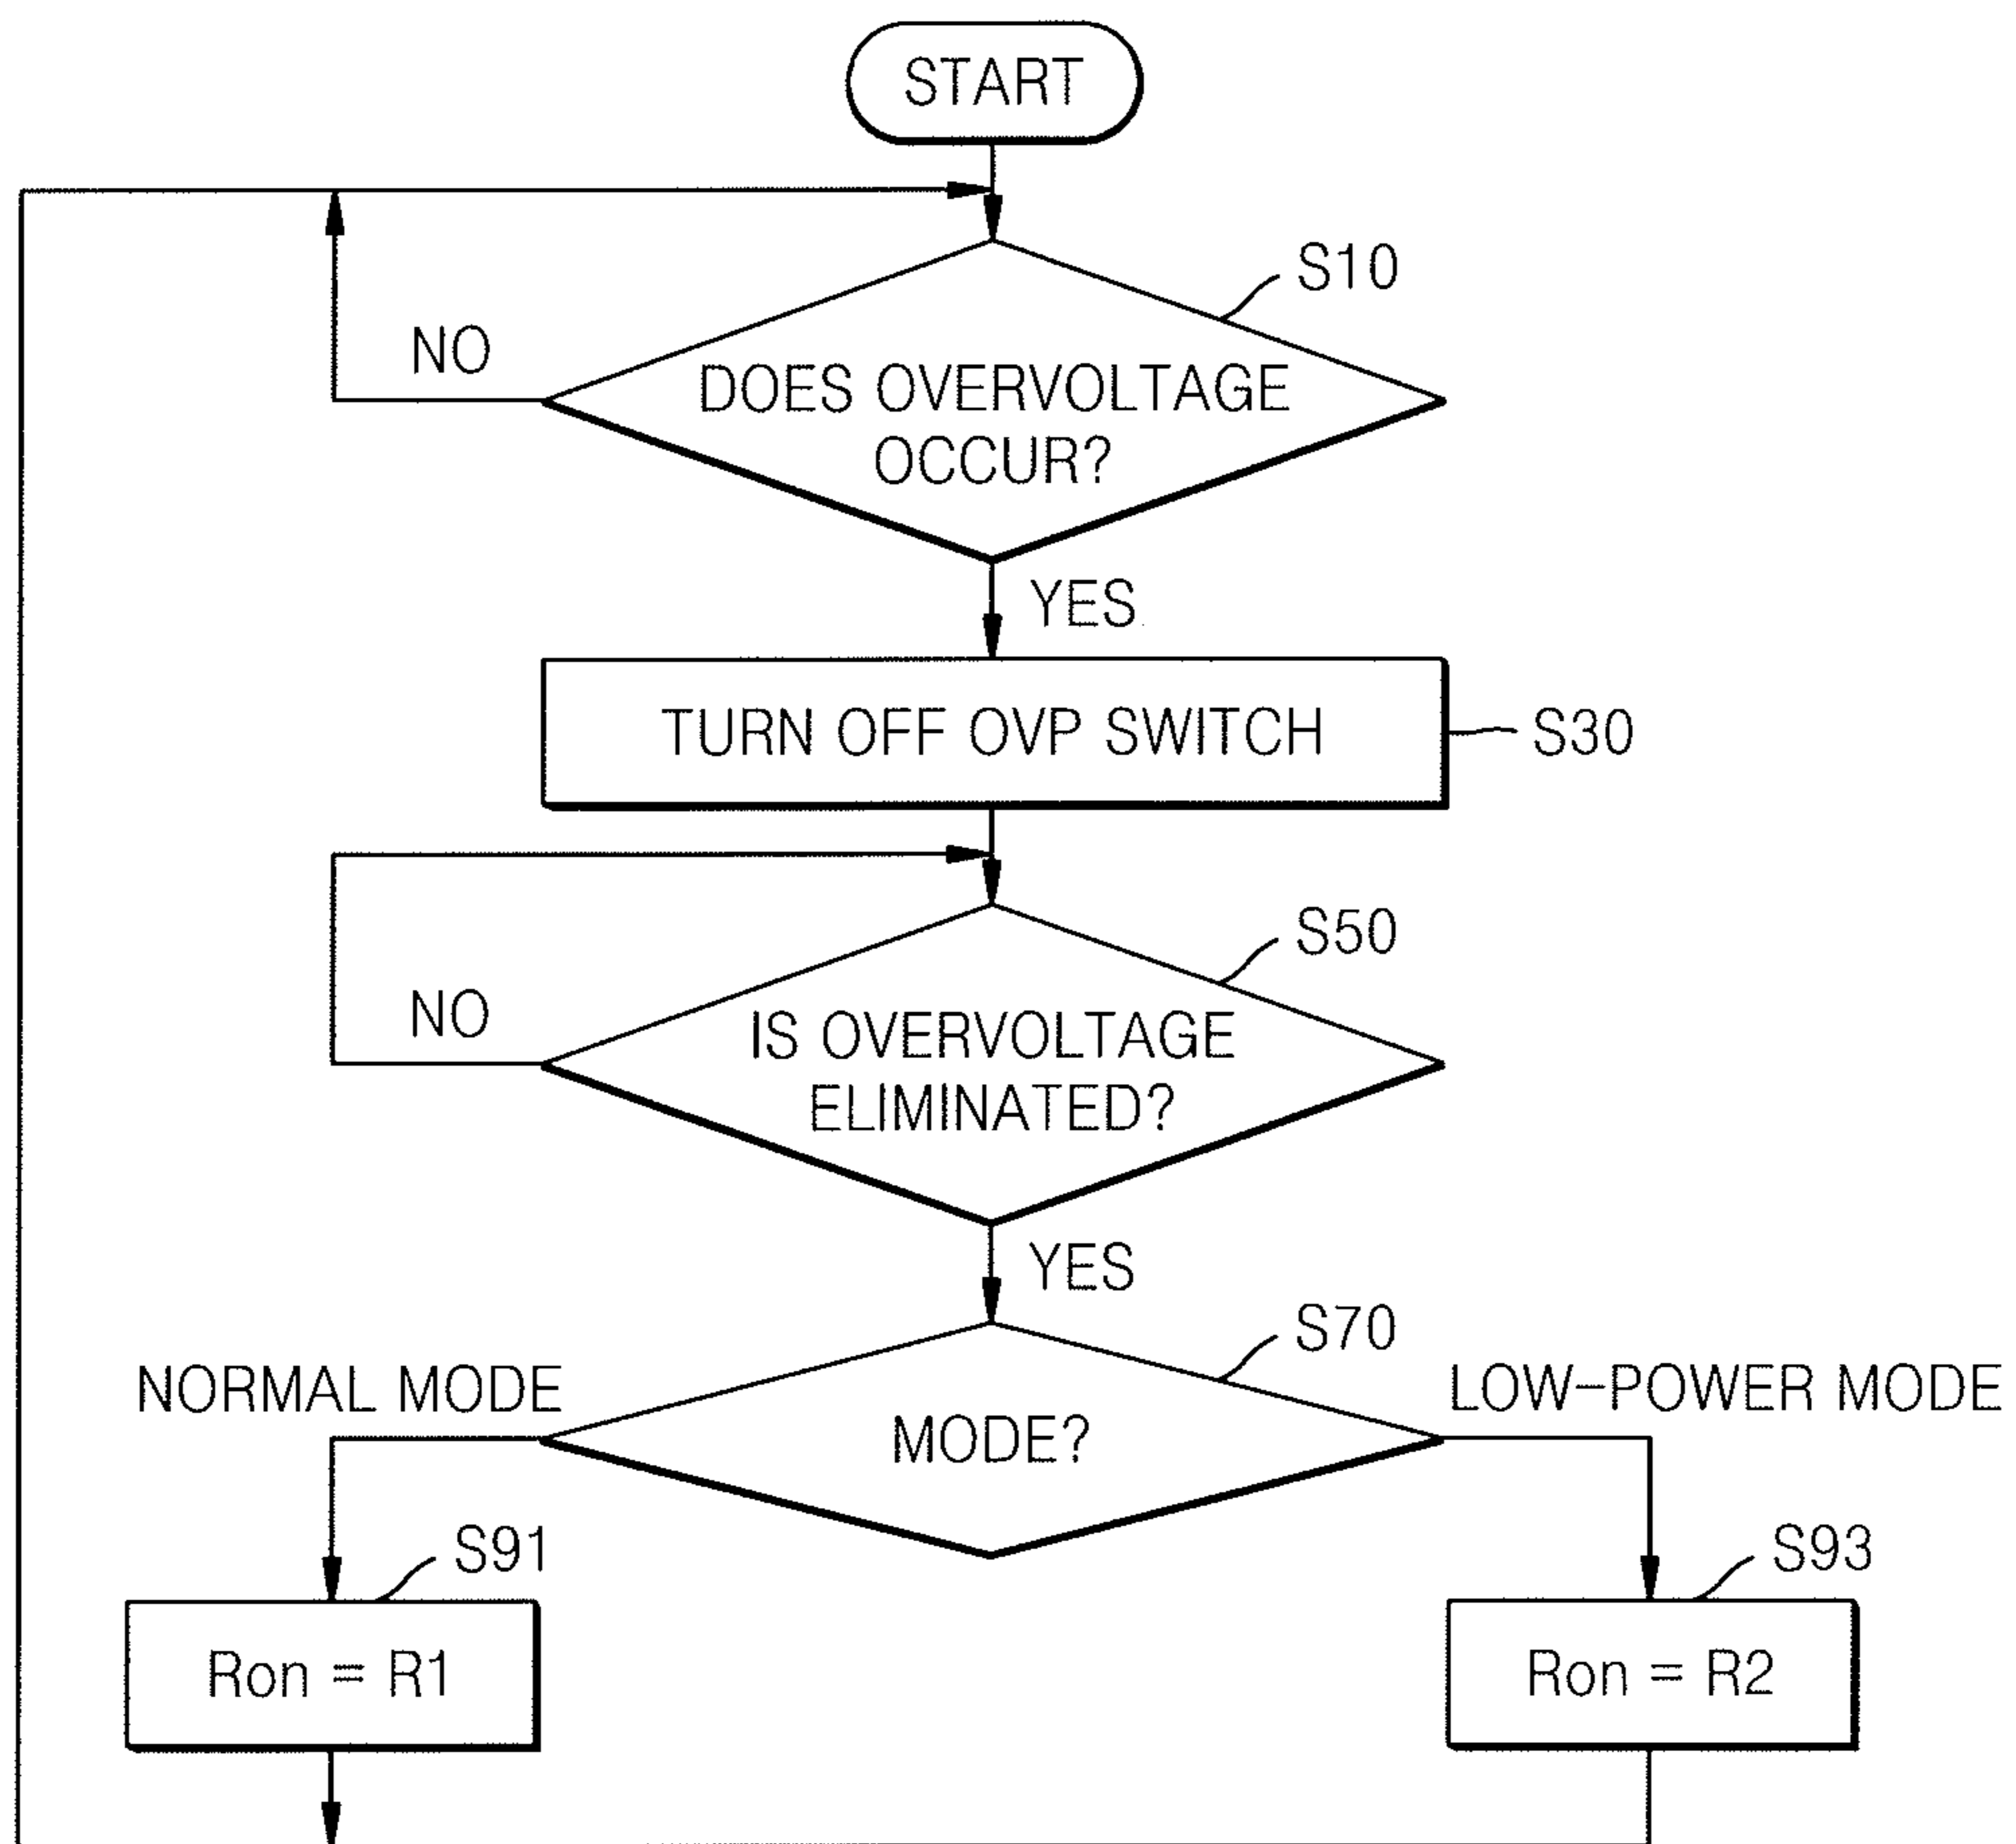 START
S10
NO
DOES OVERVOLTAGE
OCCUR?
YES
TURN OFF OVP SWITCH
S30
S50
NO
IS OVERVOLTAGE
ELIMINATED?
YES
S70
NORMAL MODE
LOW-POWER MODE
MODE?
S91
S93
Ron = R1
Ron = R2